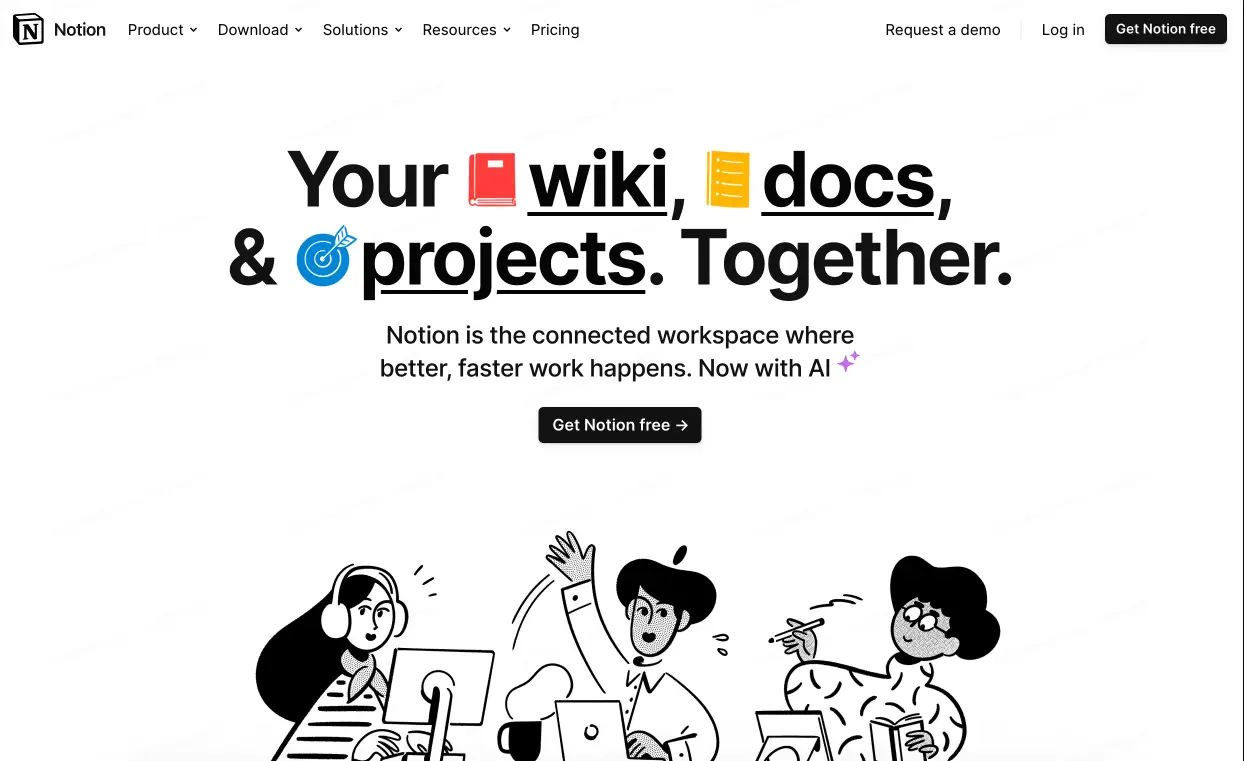 Notion Product Download Solutions Resources Pricing Request a demo Log in Get Notion free
Your wiki, docs,
& projects. Together.
Notion is the connected workspace where
better, faster work happens. Now with AI
Get Notion free →